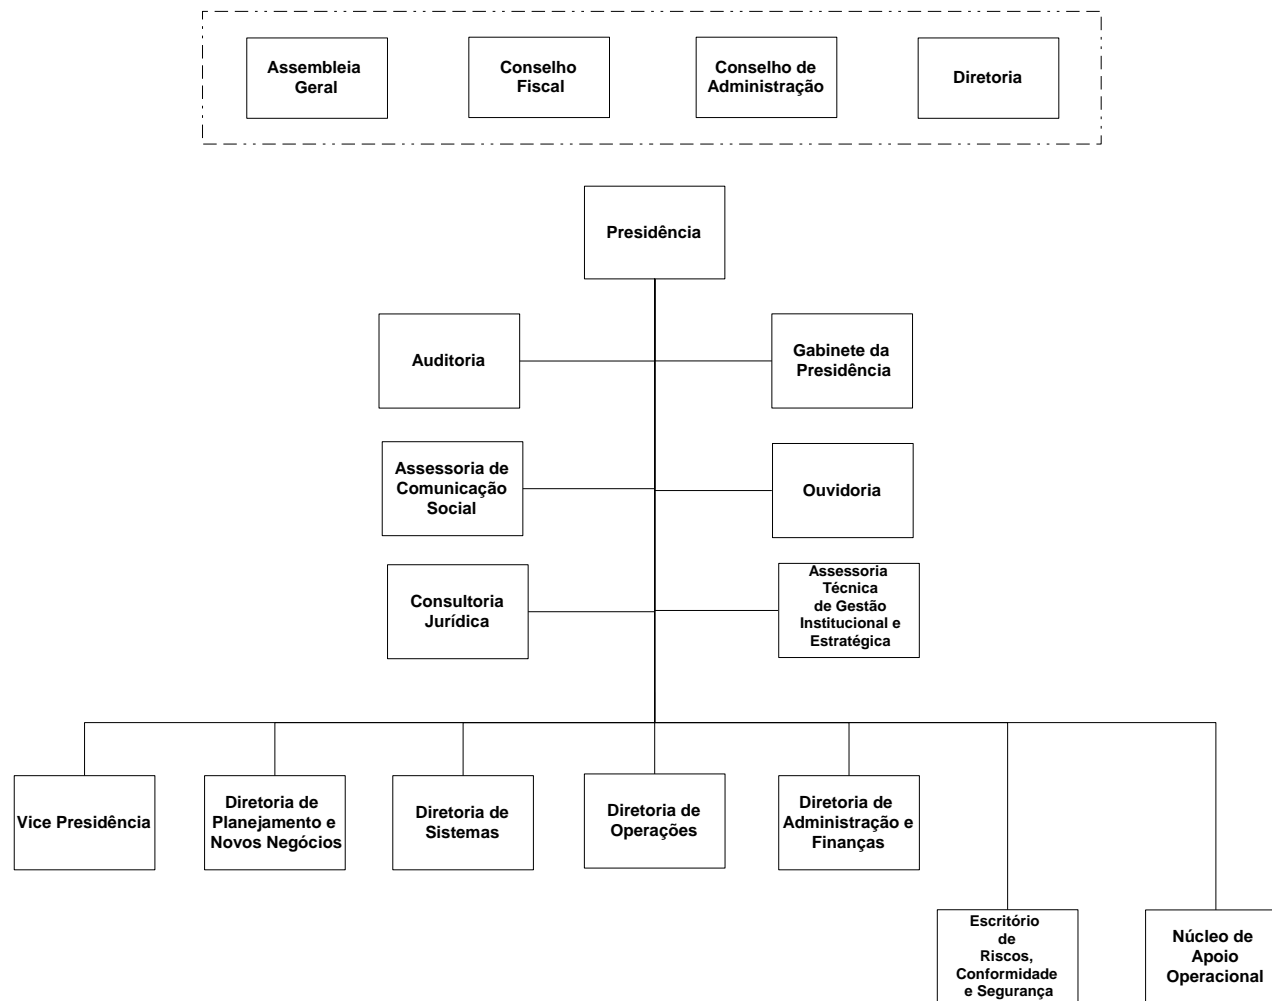 Assembleia
Geral
Conselho
Fiscal
Conselho de
Administração
Diretoria
Presidência
Auditoria
Gabinete da
Presidência
Assessoria de
Comunicação
Social
Ouvidoria
Consultoria
Jurídica
Assessoria
Técnica
de Gestão
Institucional e
Estratégica
Vice Presidência
Diretoria de
Planejamento e
Novos Negócios
Diretoria de
Sistemas
Diretoria de
Operações
Diretoria de
Administração e
Finanças
Escritório
de
Riscos,
Conformidade
e Segurança
Núcleo de
Apoio
Operacional